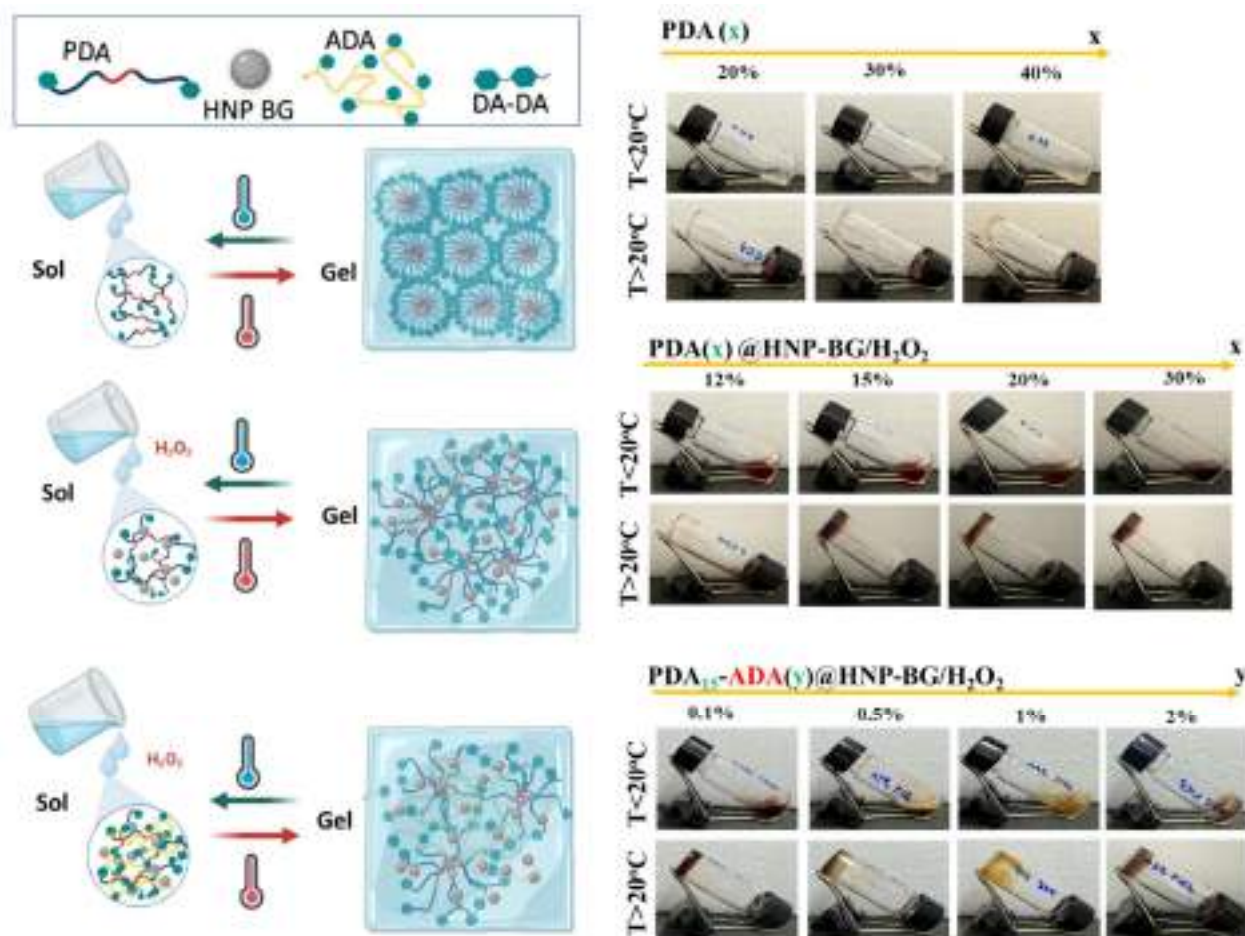 PDA
HNP BG
ADA
DA-DA
Sol
Gel
H₂O₂
Sol
Gel
H₂O₂
Sol
Gel
PDA (x)
x
20% 30% 40%
T<20°C
T>20°C
PDA(x) @HNP-BG/H₂O₂
x
12% 15% 20% 30%
T<20°C
T>20°C
PDA₁₅-ADA(y)@HNP-BG/H₂O₂
y
0.1% 0.5% 1% 2%
T<20°C
T>20°C